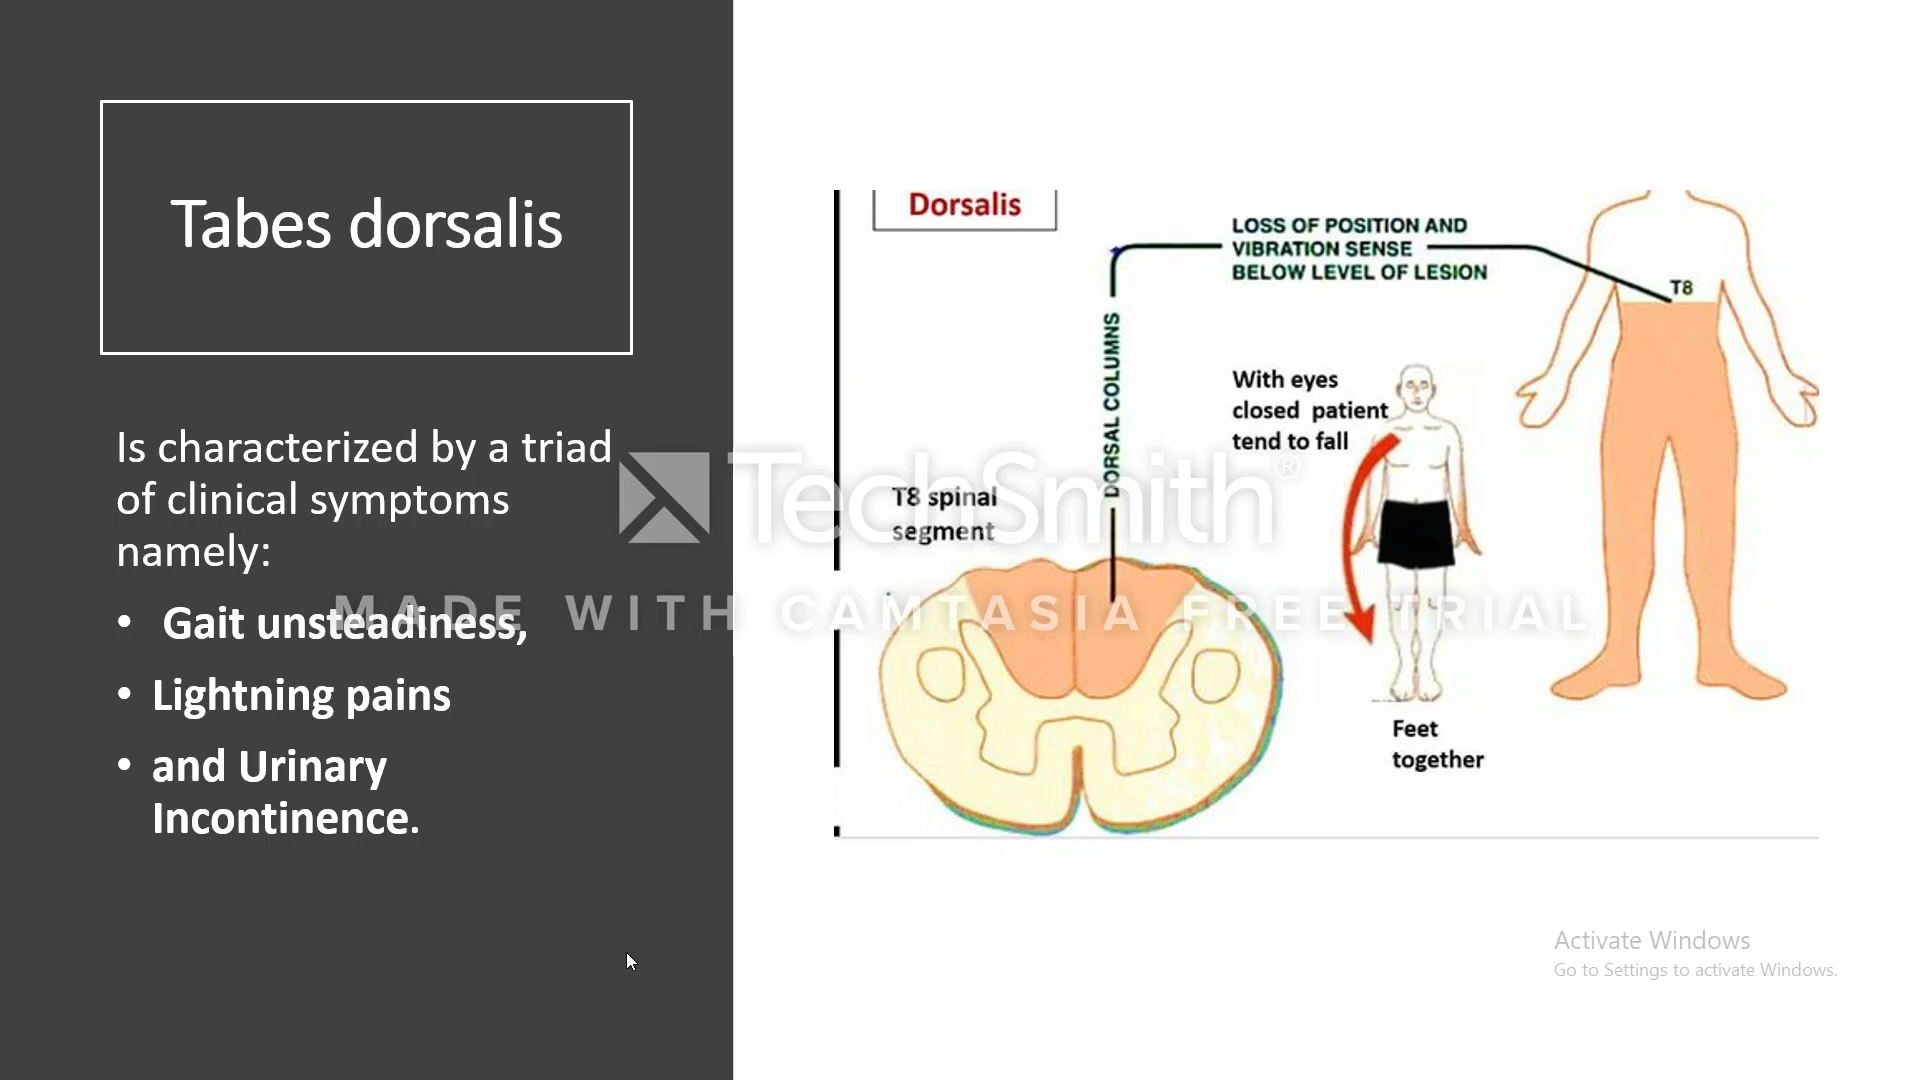 Tabes dorsalis
Is characterized by a triad
of clinical symptoms
namely:
• Gait unsteadiness,
• Lightning pains
• and Urinary
Incontinence.
Dorsalis
LOSS OF POSITION AND
VIBRATION SENSE
BELOW LEVEL OF LESION
T8
DORSAL COLUMNS
With eyes
closed patient
tend to fall
T8 spinal
segment
Feet
together
TechSmith®
MADE WITH CAMTASIA FREE TRIAL
Activate Windows
Go to Settings to activate Windows.